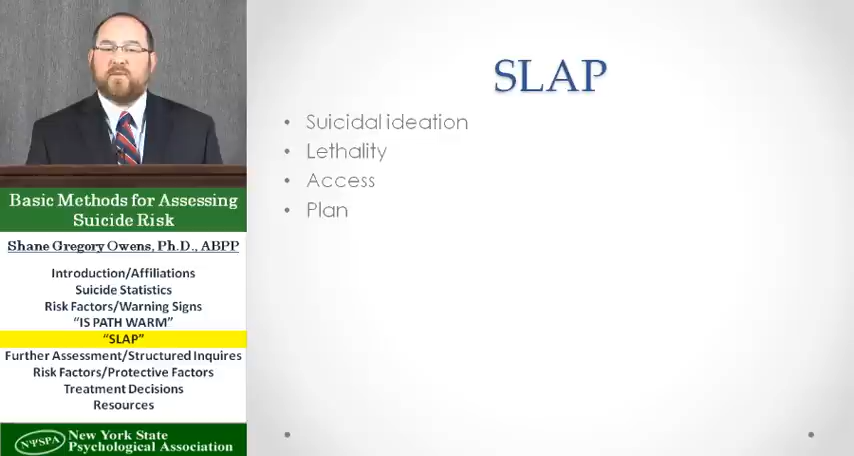 SLAP
• Suicidal ideation
• Lethality
• Access
• Plan
Basic Methods for Assessing
Suicide Risk
Shane Gregory Owens, Ph.D., ABPP
Introduction/Affiliations
Suicide Statistics
Risk Factors/Warning Signs
“IS PATH WARM”
“SLAP”
Further Assessment/Structured Inquires
Risk Factors/Protective Factors
Treatment Decisions
Resources
NΨSPA
New York State
Psychological Association